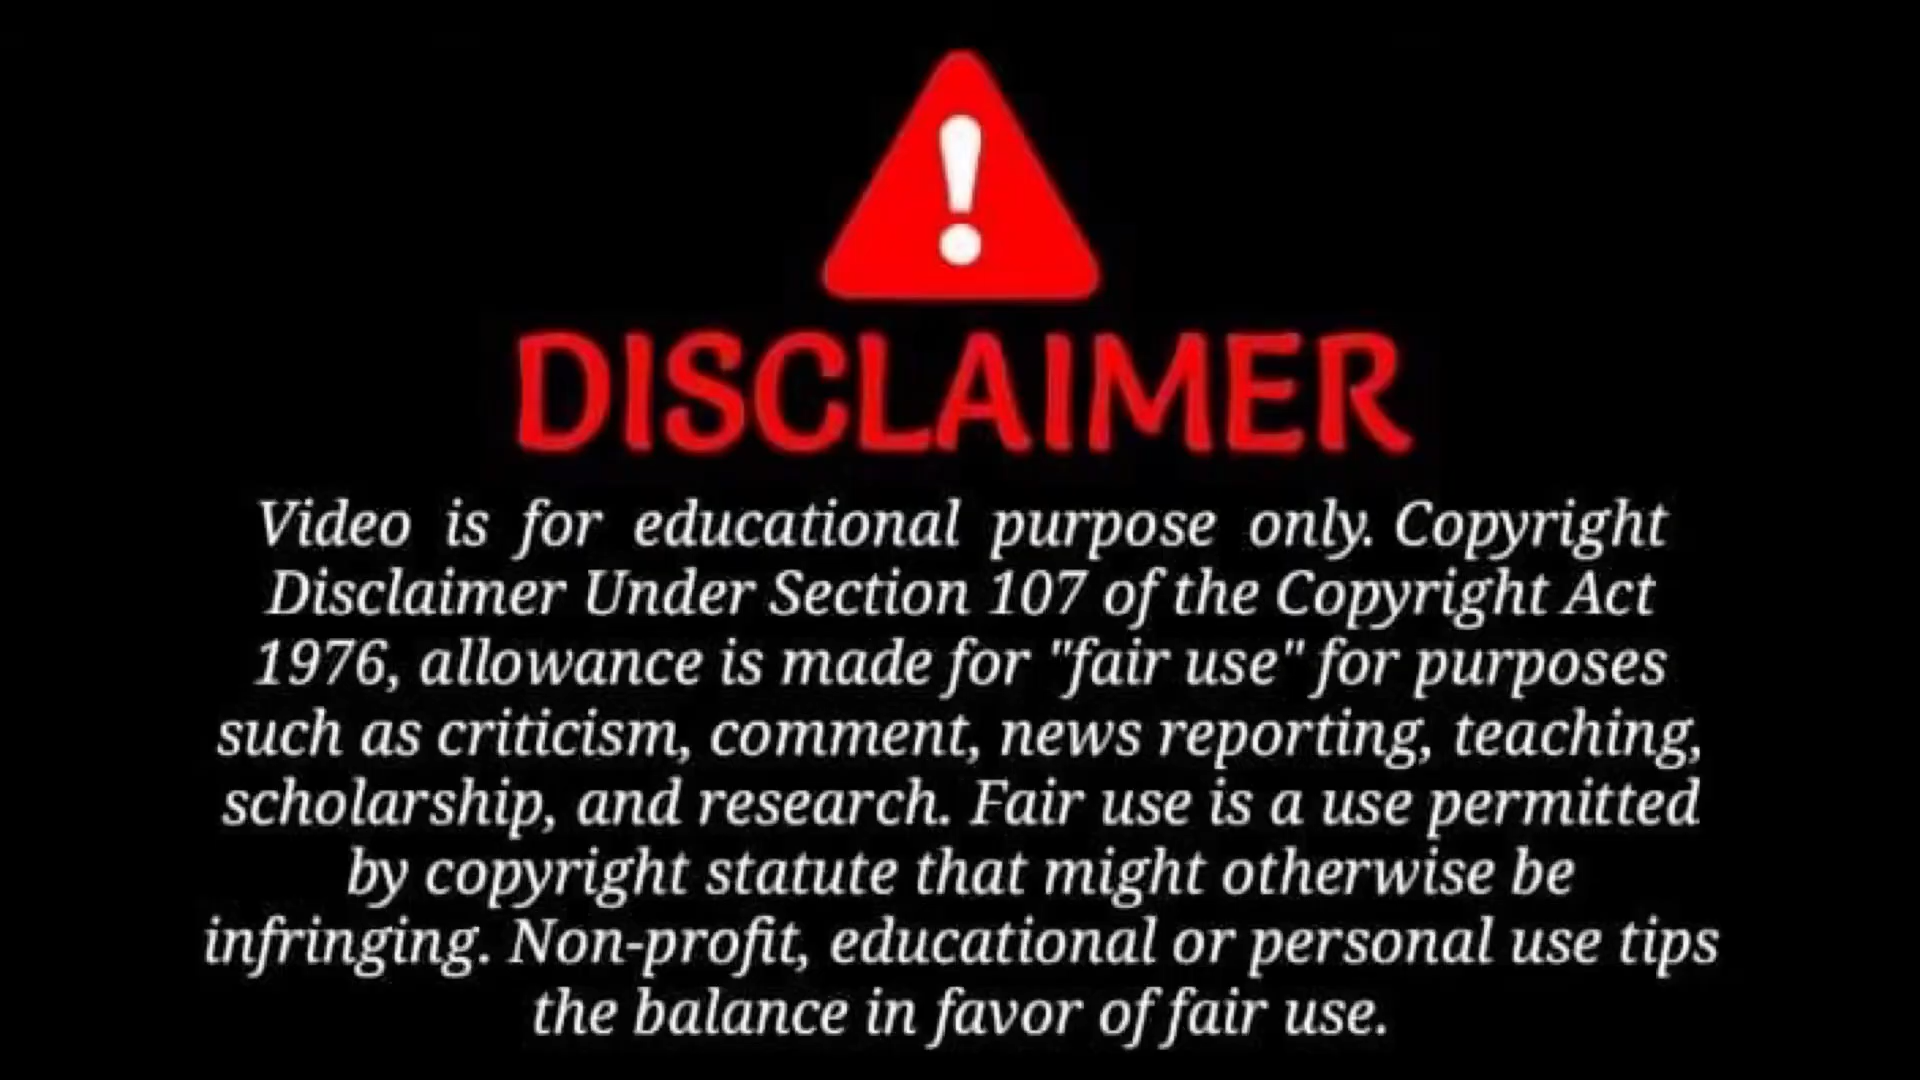 DISCLAIMER
Video is for educational purpose only. Copyright
Disclaimer Under Section 107 of the Copyright Act
1976, allowance is made for "fair use" for purposes
such as criticism, comment, news reporting, teaching,
scholarship, and research. Fair use is a use permitted
by copyright statute that might otherwise be
infringing. Non-profit, educational or personal use tips
the balance in favor of fair use.